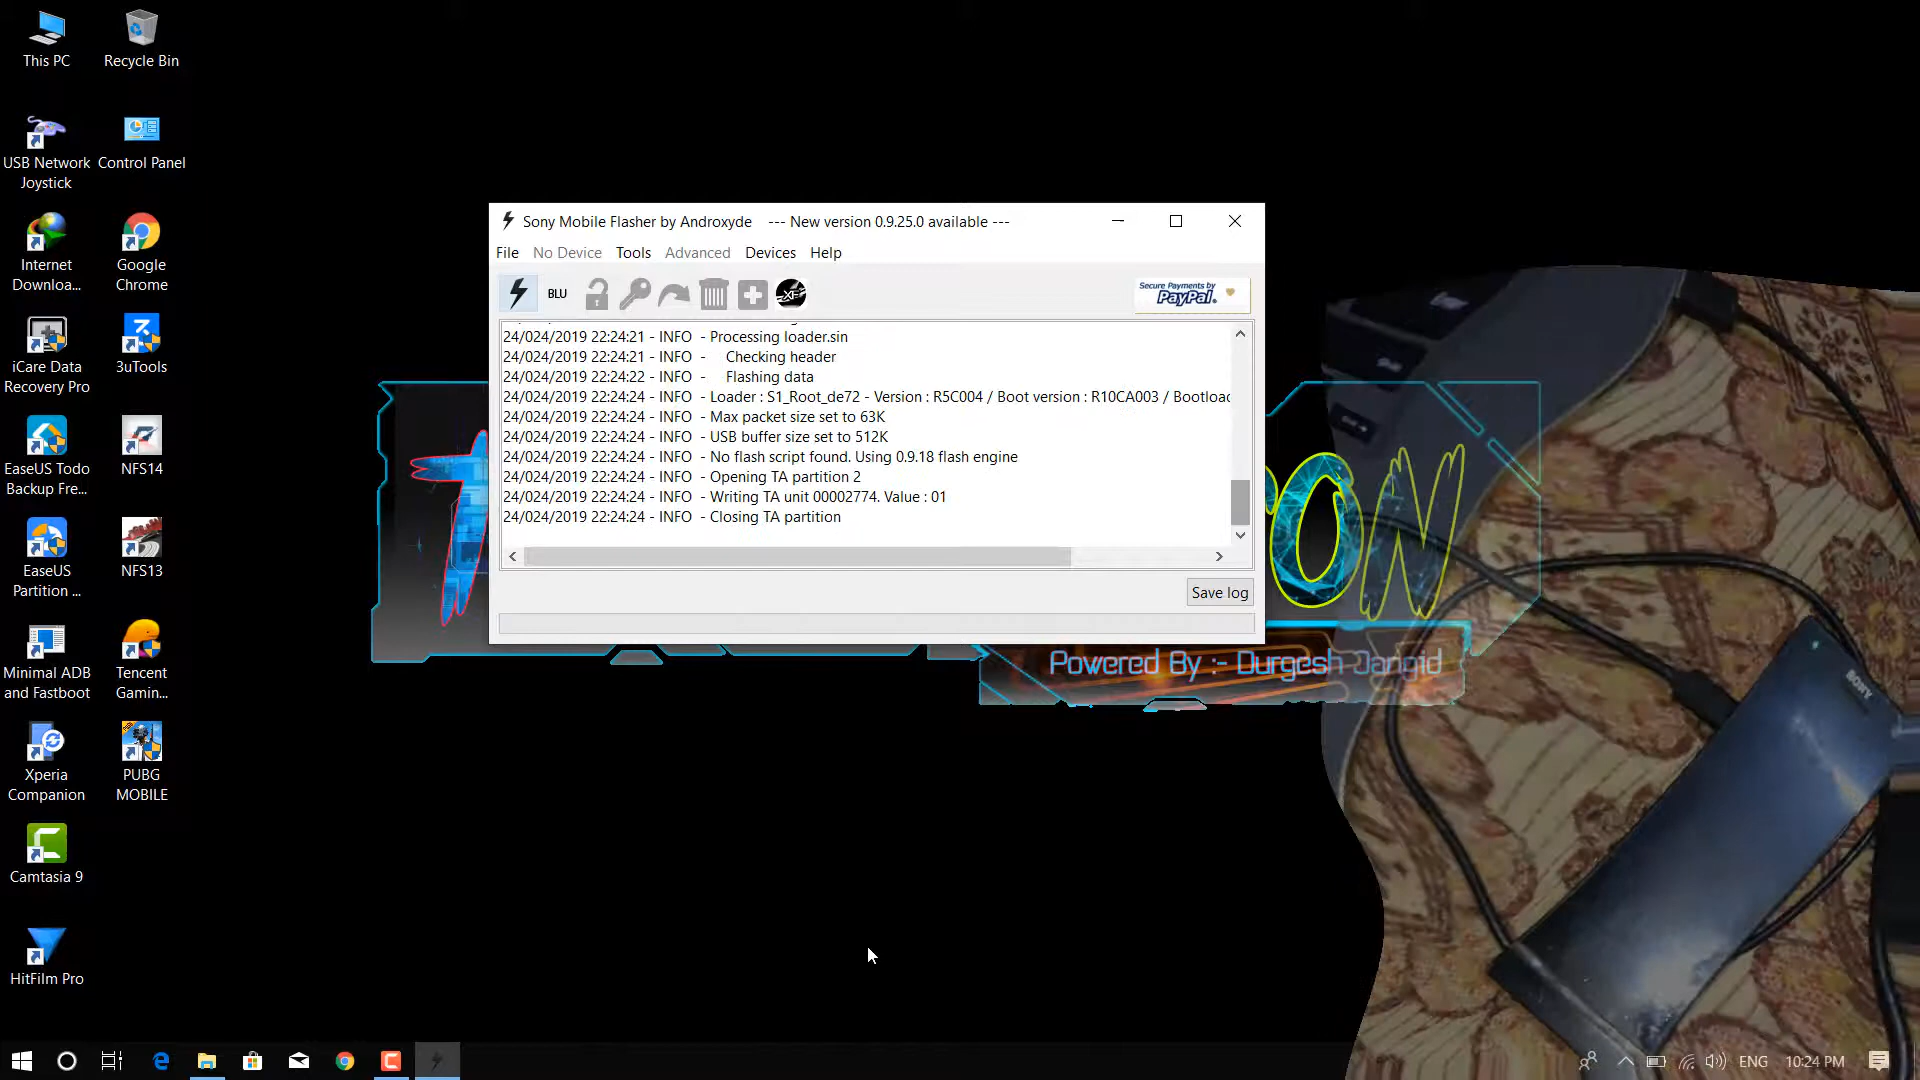 This PC
Recycle Bin
USB Network
Joystick
Control Panel
Internet
Downloa...
Google
Chrome
iCare Data
Recovery Pro
3uTools
EaseUS Todo
Backup Fre...
NFS14
EaseUS
Partition ...
NFS13
Minimal ADB
and Fastboot
Tencent
Gamin...
Xperia
Companion
PUBG
MOBILE
Camtasia 9
HitFilm Pro
Sony Mobile Flasher by Androxyde --- New version 0.9.25.0 available ---
File No Device Tools Advanced Devices Help
BLU
Secure Payments by
PayPal.
24/024/2019 22:24:21 - INFO - Processing loader.sin
24/024/2019 22:24:21 - INFO - Checking header
24/024/2019 22:24:22 - INFO - Flashing data
24/024/2019 22:24:24 - INFO - Loader : S1_Root_de72 - Version : R5C004 / Boot version : R10CA003 / Bootloac
24/024/2019 22:24:24 - INFO - Max packet size set to 63K
24/024/2019 22:24:24 - INFO - USB buffer size set to 512K
24/024/2019 22:24:24 - INFO - No flash script found. Using 0.9.18 flash engine
24/024/2019 22:24:24 - INFO - Opening TA partition 2
24/024/2019 22:24:24 - INFO - Writing TA unit 00002774. Value : 01
24/024/2019 22:24:24 - INFO - Closing TA partition
Save log
ON
Powered By :- Durgesh Jangid
SONY
ENG
10:24 PM